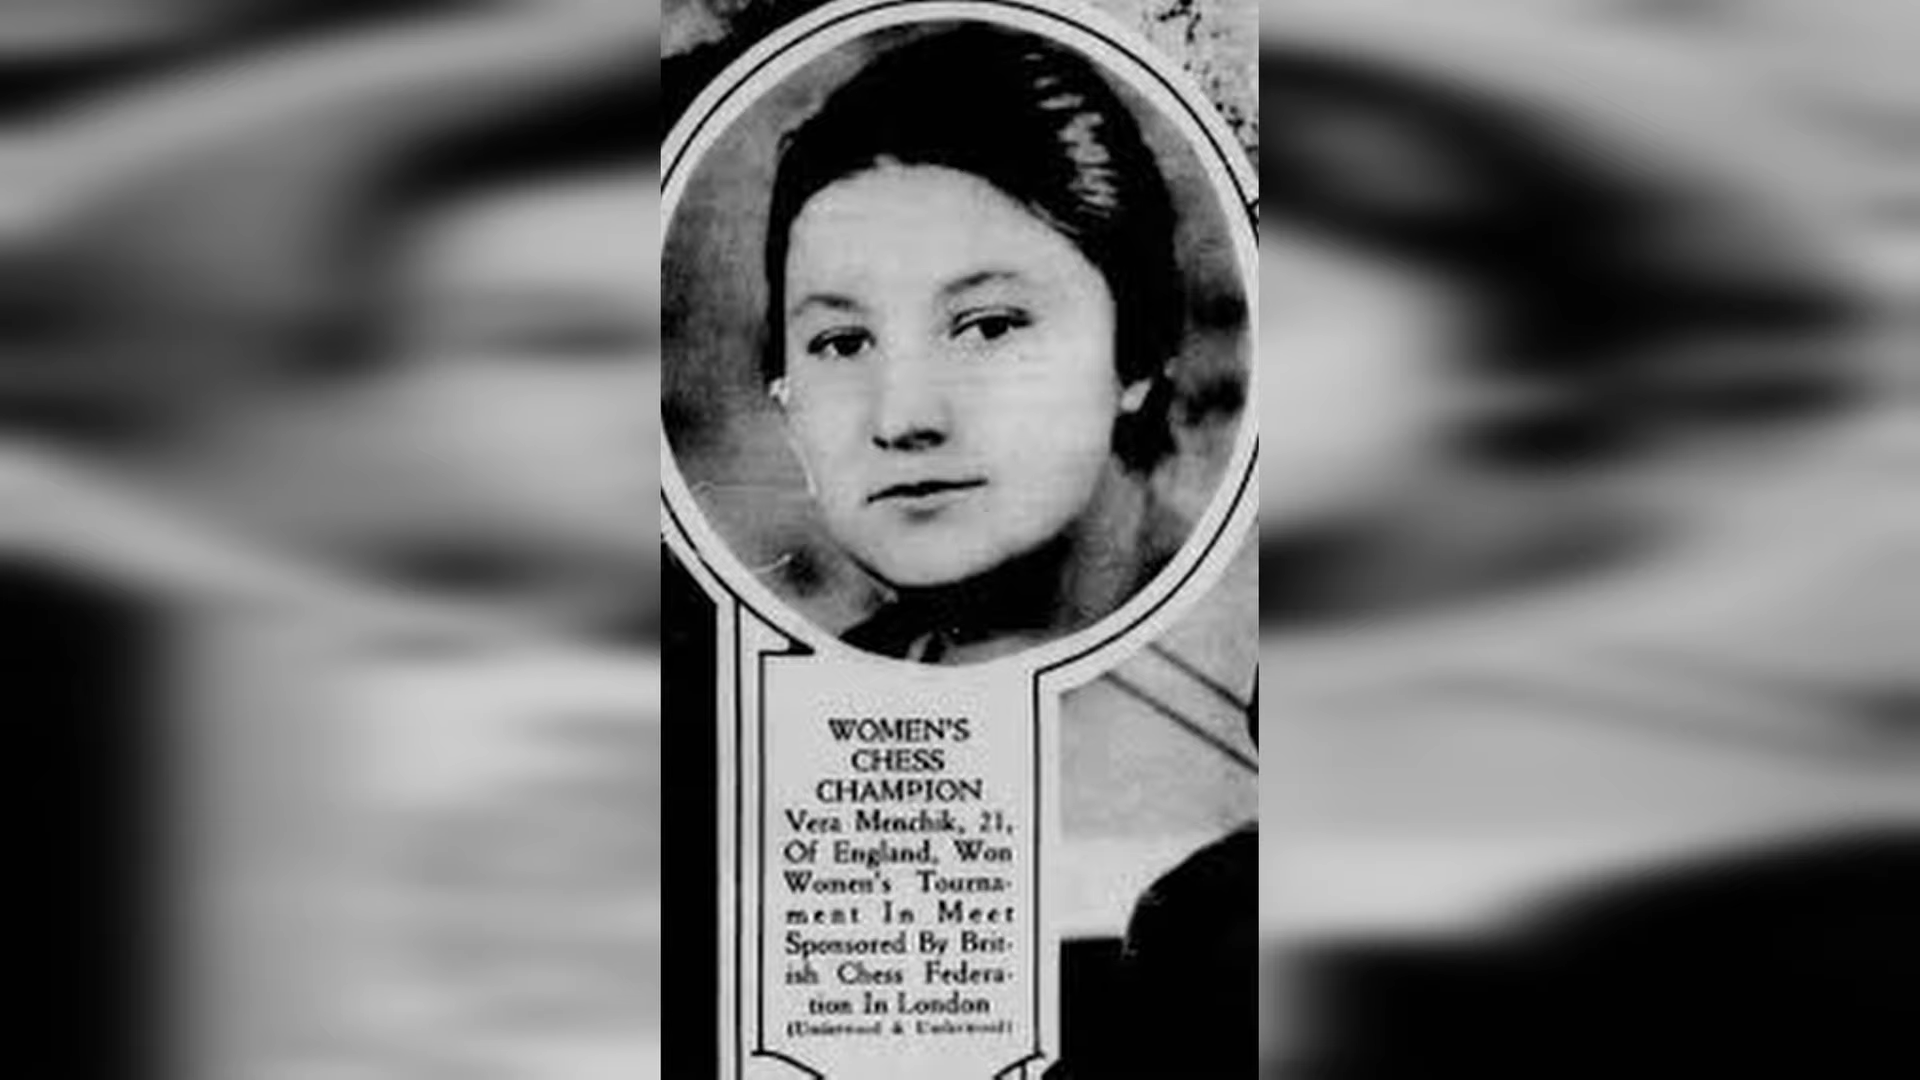 WOMEN'S
CHESS
CHAMPION
Vera Menchik, 21,
Of England, Won
Women's Tourna-
ment In Meet
Sponsored By Brit-
ish Chess Federa-
tion In London
(Underwood & Underwood)